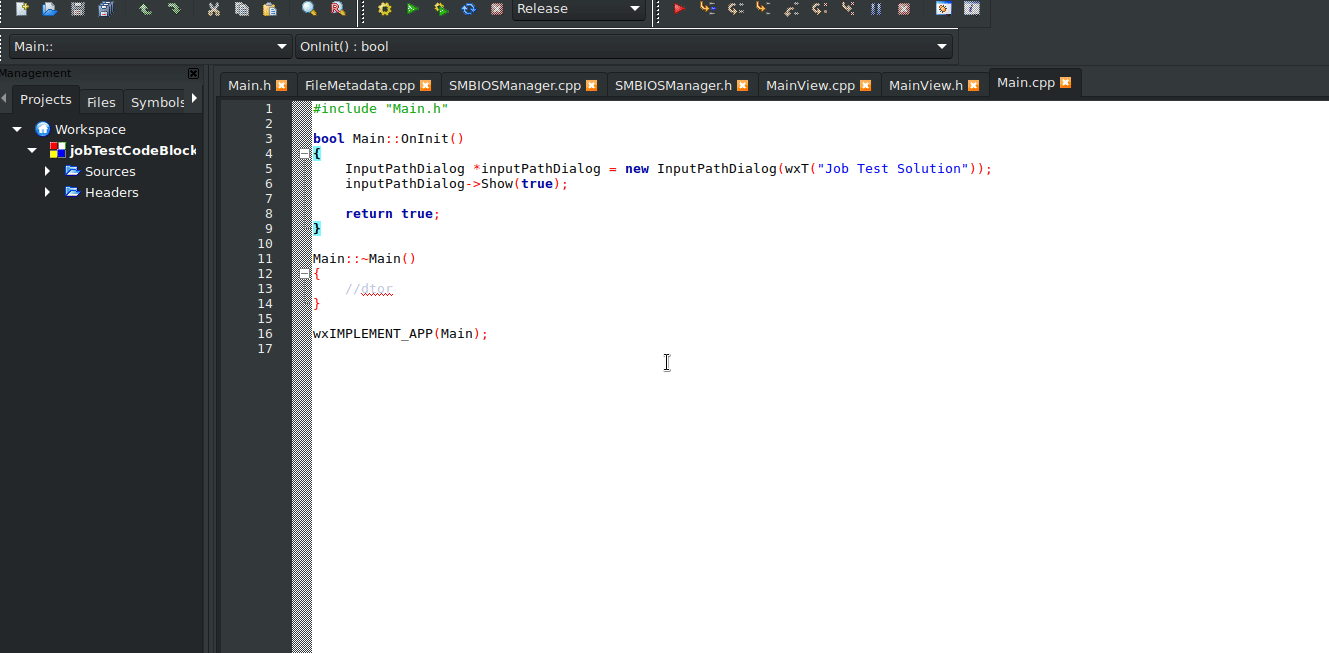 Release
Main::
OnInit() : bool
Management
Projects
Files
Symbols
Workspace
jobTestCodeBlock
Sources
Headers
Main.h
FileMetadata.cpp
SMBIOSManager.cpp
SMBIOSManager.h
MainView.cpp
MainView.h
Main.cpp
1 #include "Main.h"
2
3 bool Main::OnInit()
4 {
5 InputPathDialog *inputPathDialog = new InputPathDialog(wxT("Job Test Solution"));
6 inputPathDialog->Show(true);
7
8 return true;
9 }
10
11 Main::~Main()
12 {
13 //dtor
14 }
15
16 wxIMPLEMENT_APP(Main);
17